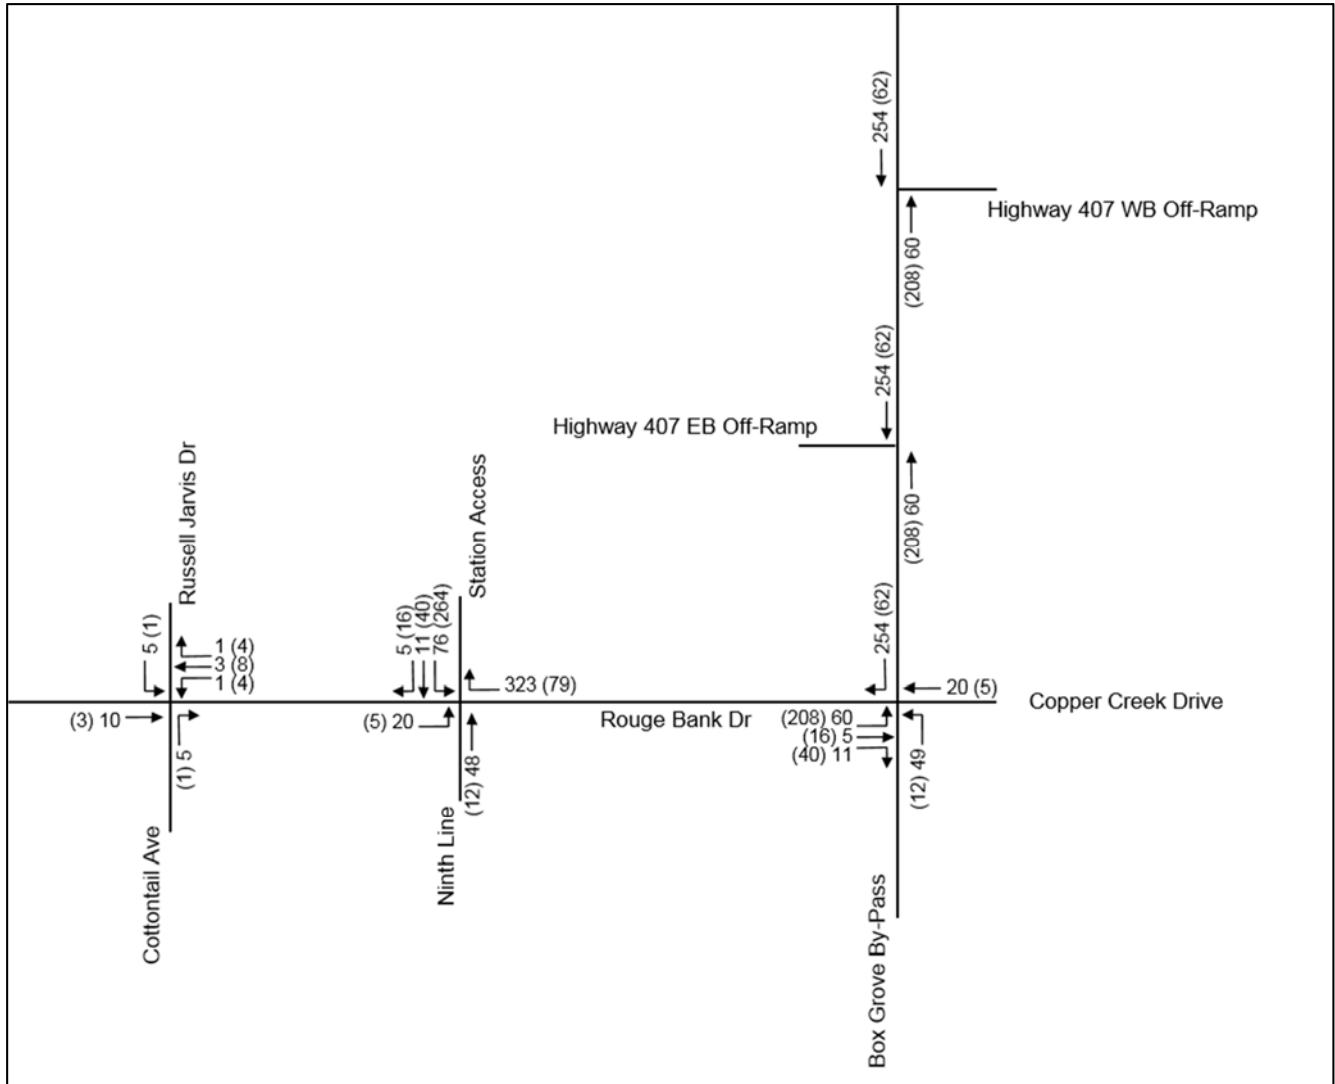 254 (62)
Highway 407 WB Off-Ramp
(208) 60
254 (62)
Highway 407 EB Off-Ramp
(208) 60
Russell Jarvis Dr
Station Access
5 (1)
1 (4)
3 (8)
1 (4)
5 (16)
11 (40)
76 (264)
323 (79)
254 (62)
20 (5)
Copper Creek Drive
(3) 10
(1) 5
(5) 20
(12) 48
Rouge Bank Dr
(208) 60
(16) 5
(40) 11
(12) 49
Cottontail Ave
Ninth Line
Box Grove By-Pass